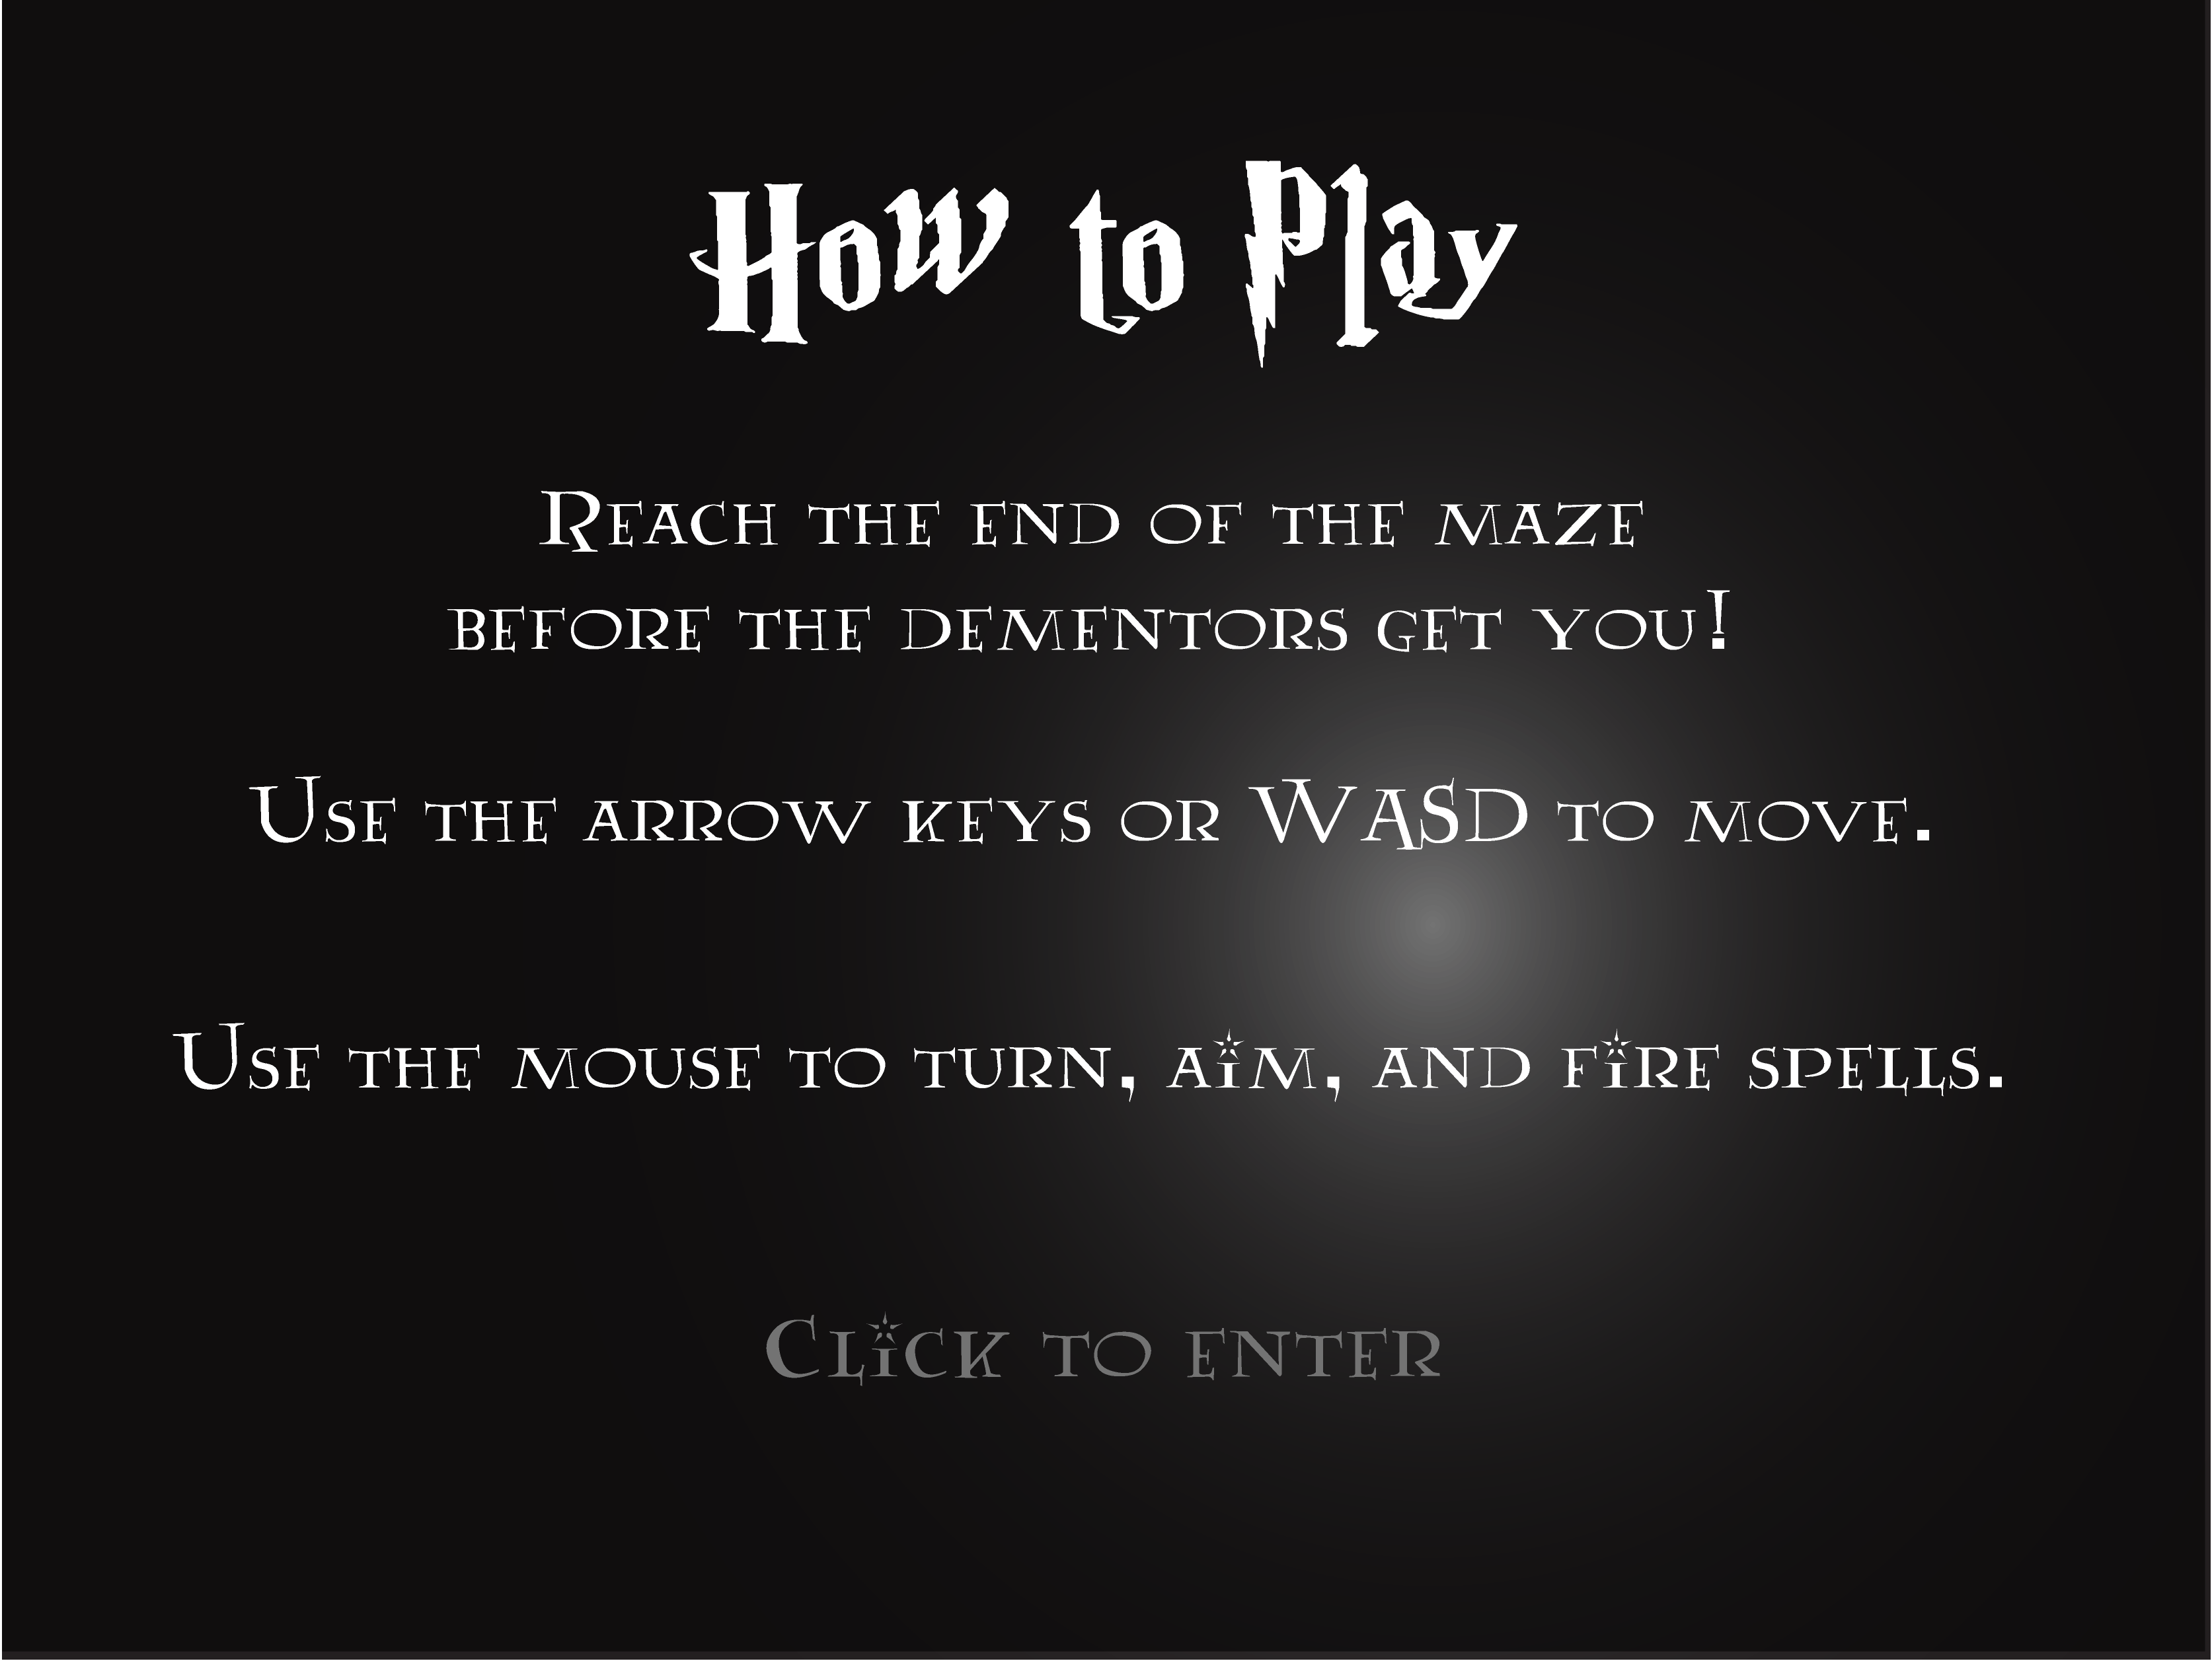 How to Play
Reach the end of the maze
before the dementors get you!
Use the arrow keys or WASD to move.
Use the mouse to turn, aim, and fire spells.
Click to enter